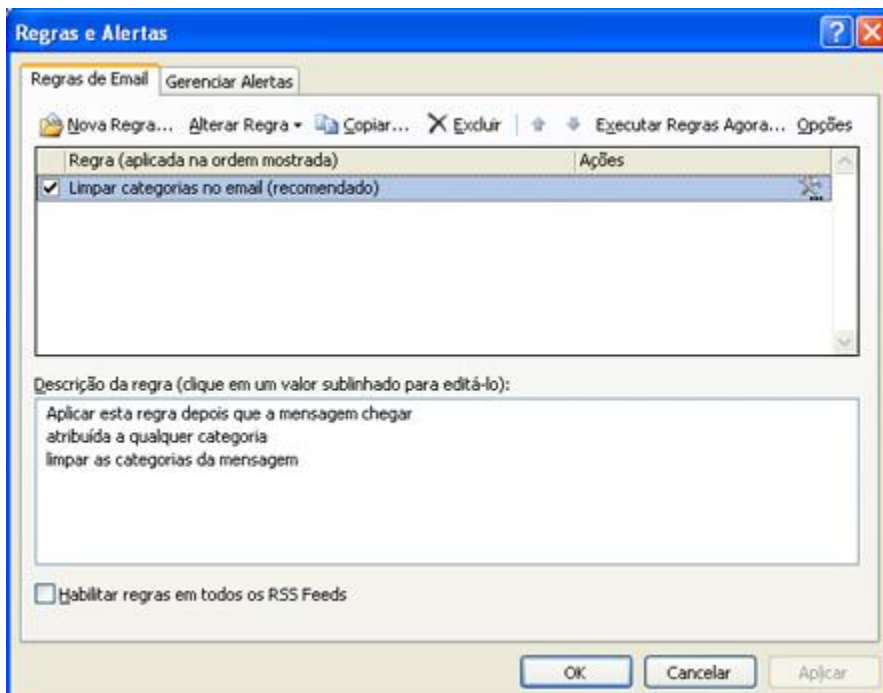 Regras e Alertas
Regras de Email Gerenciar Alertas
Nova Regra... Alterar Regra Copiar... Excluir Executar Regras Agora... Opções
Regra (aplicada na ordem mostrada) Ações
Limpar categorias no email (recomendado)
Descrição da regra (clique em um valor sublinhado para editá-lo):
Aplicar esta regra depois que a mensagem chegar
atribuída a qualquer categoria
limpar as categorias da mensagem
Habilitar regras em todos os RSS Feeds
OK Cancelar Aplicar